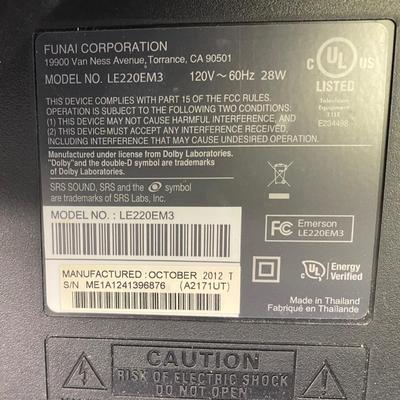 FUNAI CORPORATION
19900 Van Ness Avenue, Torrance, CA 90501
MODEL NO. LE220EM3 120V ~ 60Hz 28W
THIS DEVICE COMPLIES WITH PART 15 OF THE FCC RULES.
OPERATION IS SUBJECT TO THE FOLLOWING TWO CONDITIONS:
(1) THIS DEVICE MAY NOT CAUSE HARMFUL INTERFERENCE, AND
(2) THIS DEVICE MUST ACCEPT ANY INTERFERENCE RECEIVED,
INCLUDING INTERFERENCE THAT MAY CAUSE UNDESIRED OPERATION.
C UL US
LISTED
Television
Equipment
E234498
Manufactured under license from Dolby Laboratories.
"Dolby" and the double-D symbol are trademarks
of Dolby Laboratories.
SRS SOUND, SRS and the symbol
are trademarks of SRS Labs, Inc.
MODEL NO. : LE220EM3
FC Emerson
LE220EM3
MANUFACTURED : OCTOBER 2012 T
S/N ME1A1241396876 (A2171UT)
C UL Energy
Verified
Made in Thailand
Fabriqué en Thaïlande
CAUTION
RISK OF ELECTRIC SHOCK
DO NOT OPEN